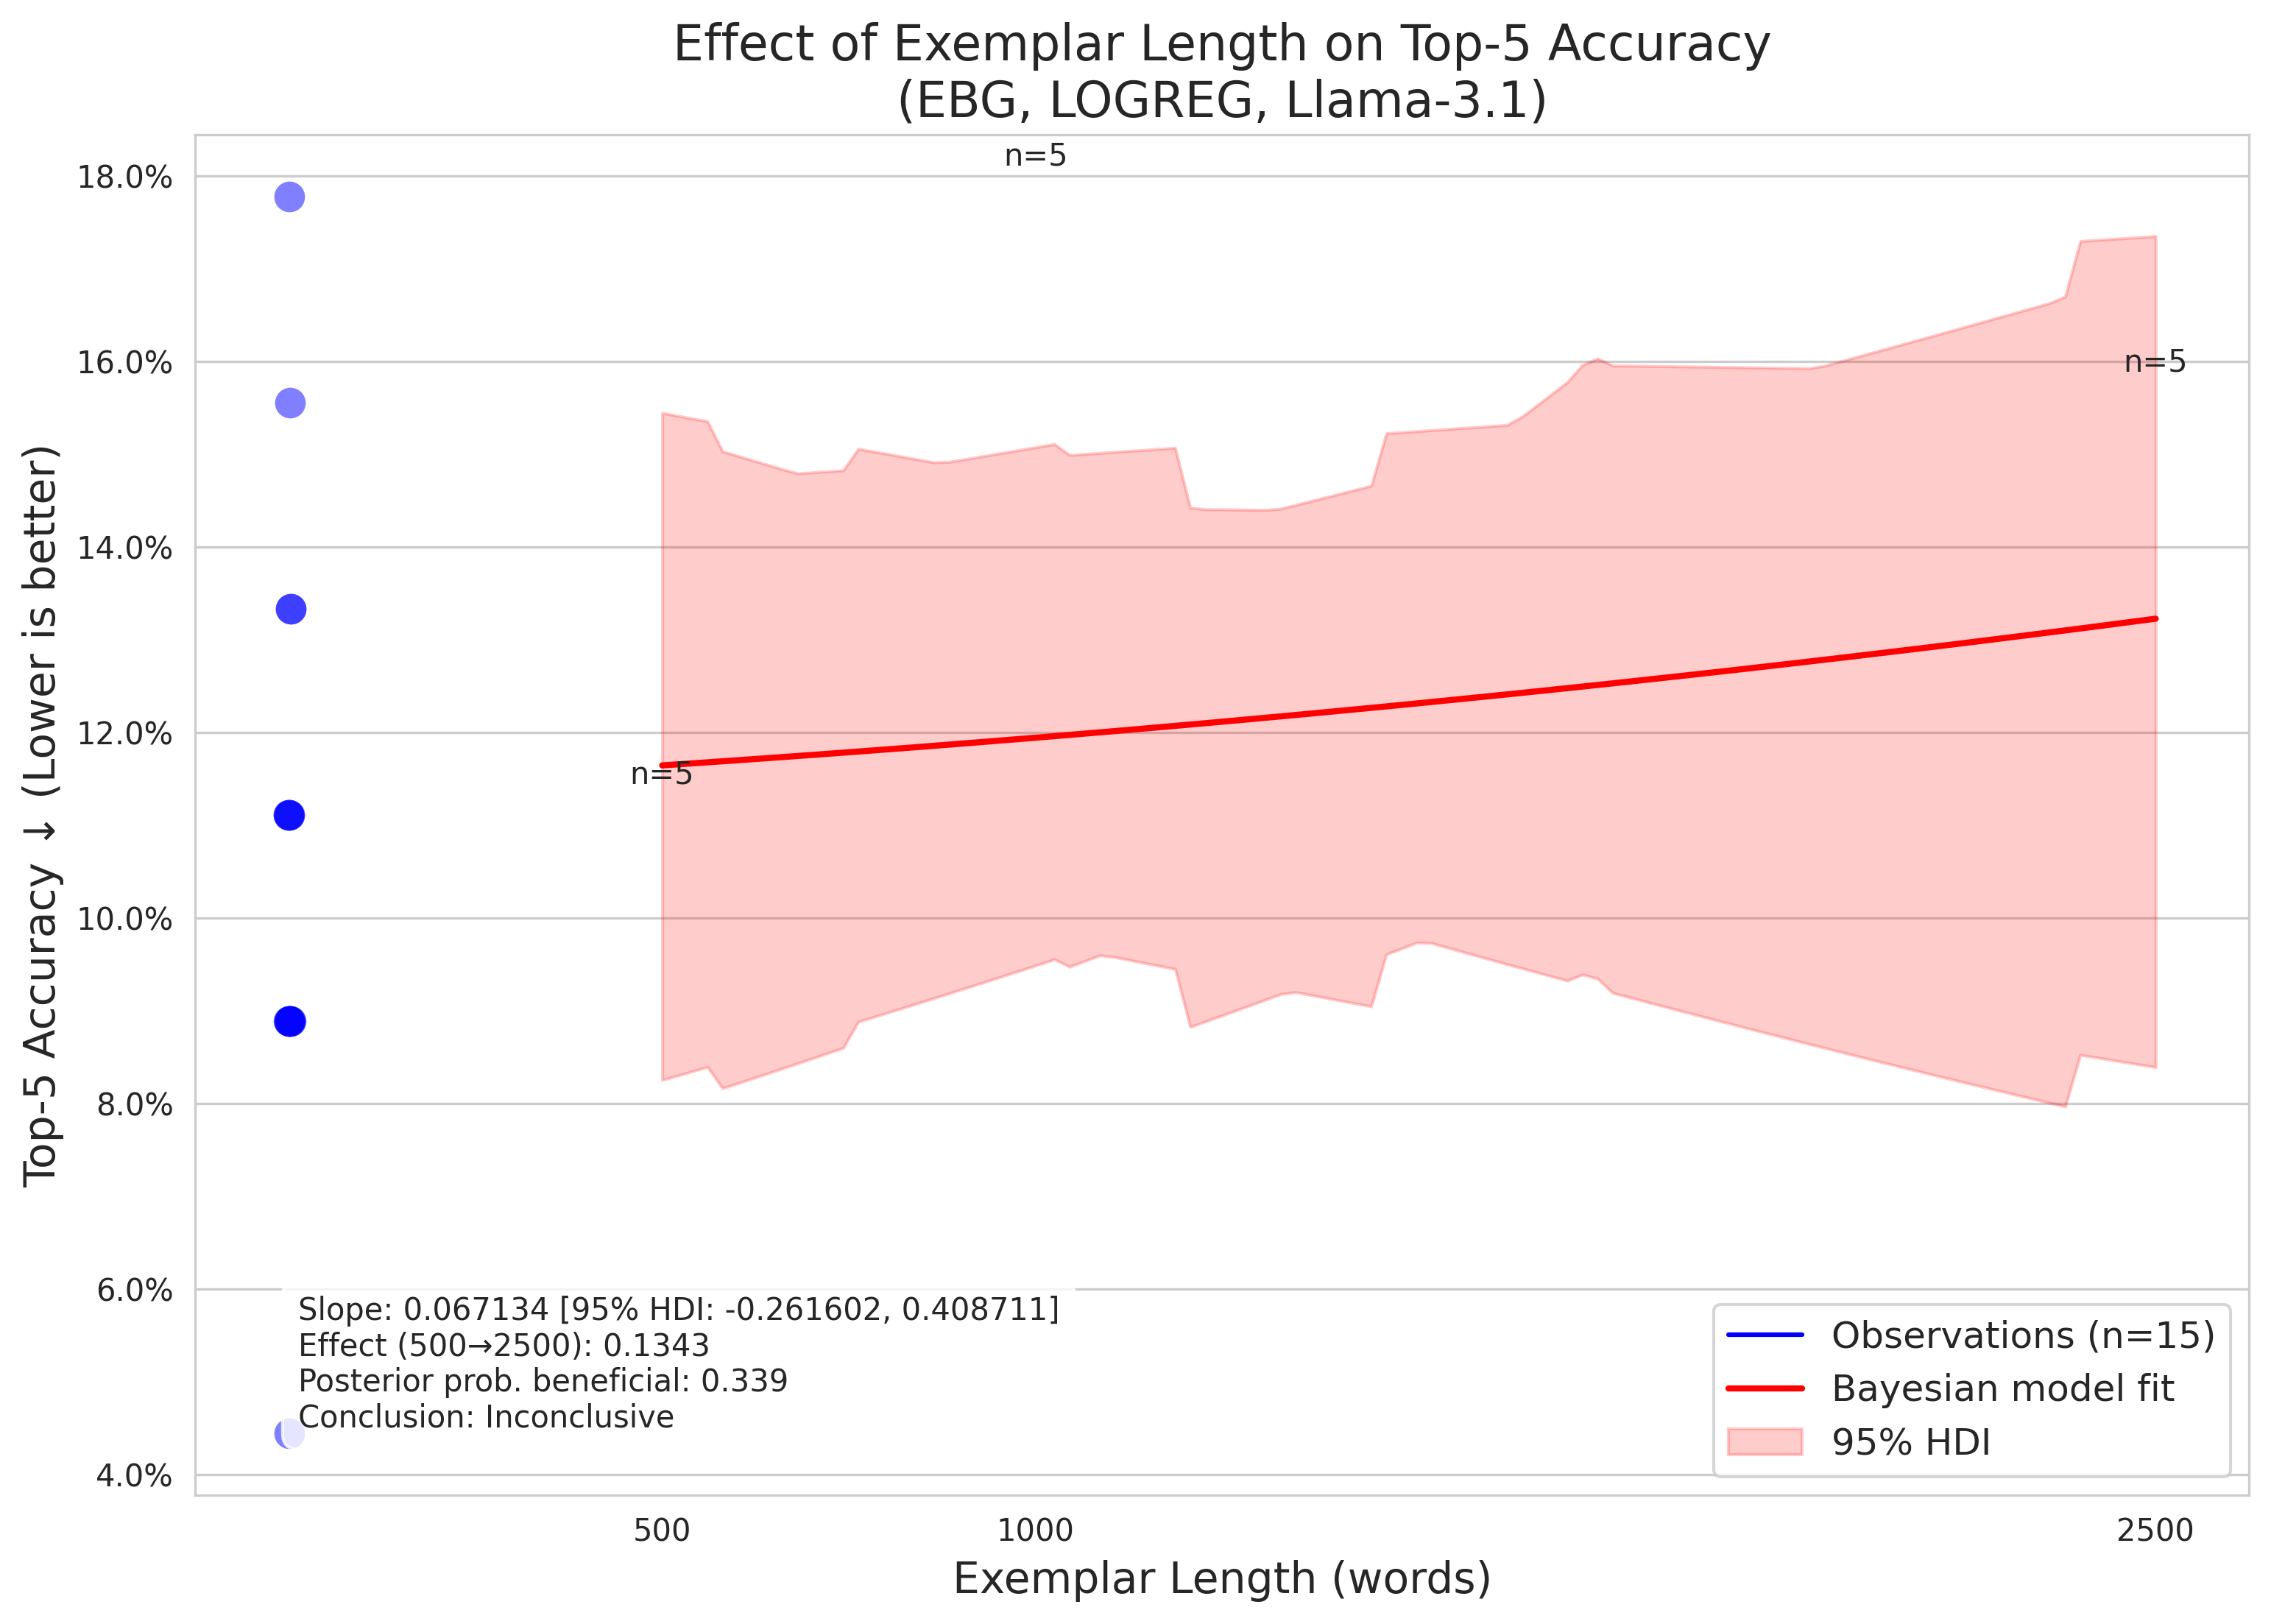 Effect of Exemplar Length on Top-5 Accuracy
(EBG, LOGREG, Llama-3.1)
Top-5 Accuracy ↓ (Lower is better)
18.0%
16.0%
14.0%
12.0%
10.0%
8.0%
6.0%
4.0%
n=5
n=5
n=5
Slope: 0.067134 [95% HDI: -0.261602, 0.408711]
Effect (500→2500): 0.1343
Posterior prob. beneficial: 0.339
Conclusion: Inconclusive
Observations (n=15)
Bayesian model fit
95% HDI
500
1000
2500
Exemplar Length (words)